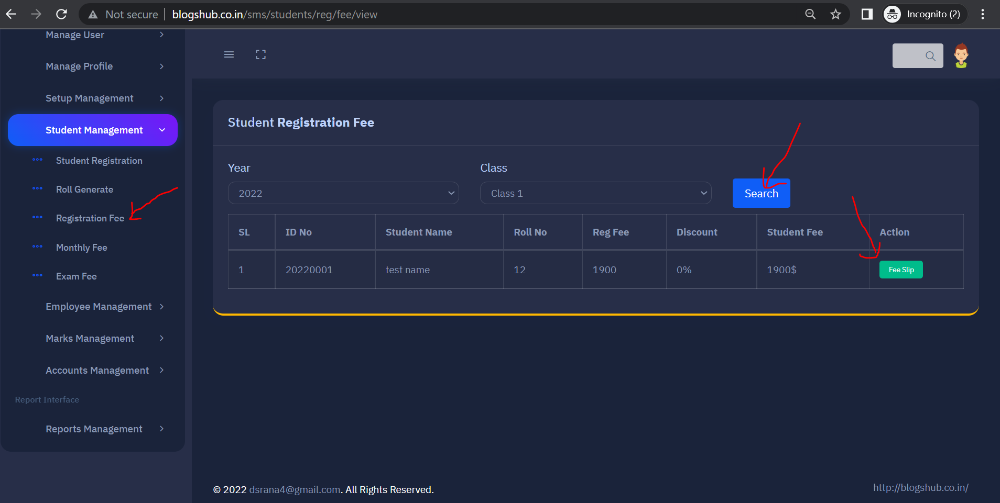 Not secure | blogshub.co.in/sms/students/reg/fee/view
Incognito (2)
Manage User
Manage Profile
Setup Management
Student Management
Student Registration
Roll Generate
Registration Fee
Monthly Fee
Exam Fee
Employee Management
Marks Management
Accounts Management
Report Interface
Reports Management
Student Registration Fee
Year Class
2022 Class 1 Search
SL ID No Student Name Roll No Reg Fee Discount Student Fee Action
1 20220001 test name 12 1900 0% 1900$ Fee Slip
© 2022 dsrana4@gmail.com. All Rights Reserved.
http://blogshub.co.in/